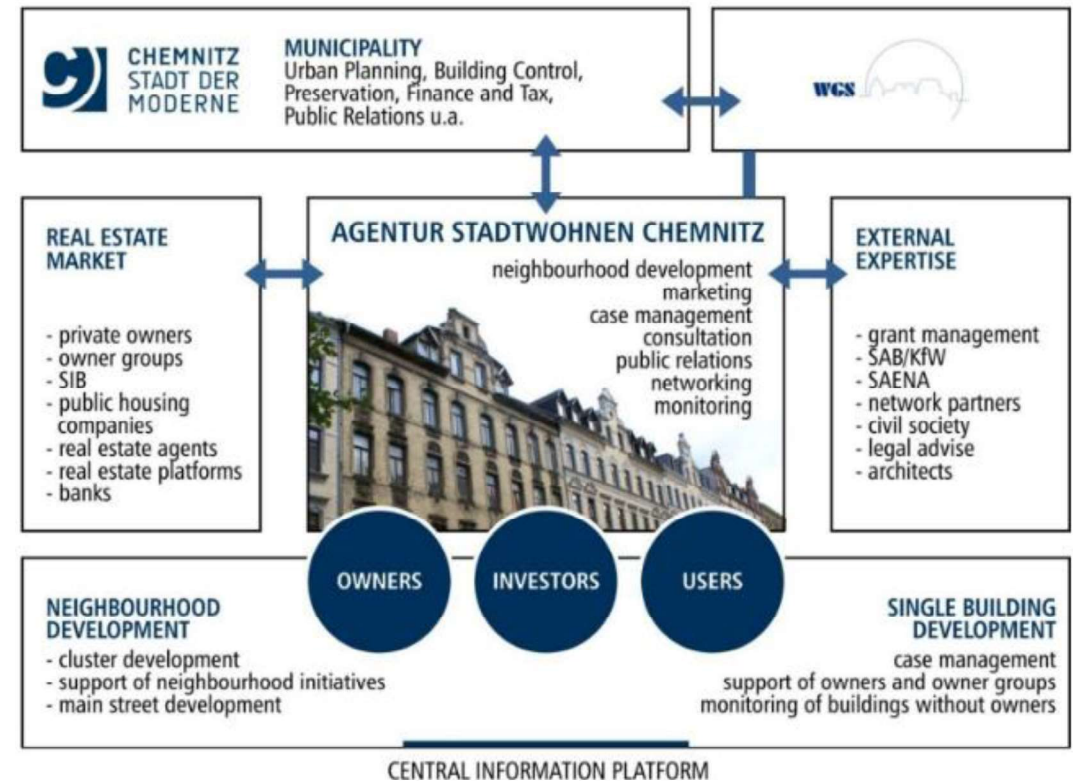 CHEMNITZ
STADT DER
MODERNE
MUNICIPALITY
Urban Planning, Building Control,
Preservation, Finance and Tax,
Public Relations u.a.
WGS
REAL ESTATE
MARKET
- private owners
- owner groups
- SIB
- public housing
companies
- real estate agents
- real estate platforms
- banks
AGENTUR STADTWOHNEN CHEMNITZ
neighbourhood development
marketing
case management
consultation
public relations
networking
monitoring
EXTERNAL
EXPERTISE
- grant management
- SAB/KfW
- SAENA
- network partners
- civil society
- legal advise
- architects
OWNERS
INVESTORS
USERS
NEIGHBOURHOOD
DEVELOPMENT
- cluster development
- support of neighbourhood initiatives
- main street development
SINGLE BUILDING
DEVELOPMENT
case management
support of owners and owner groups
monitoring of buildings without owners
CENTRAL INFORMATION PLATFORM